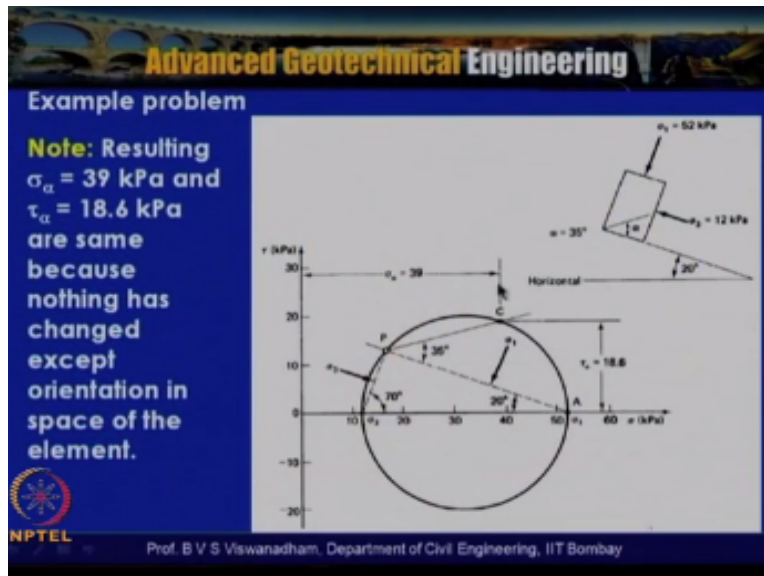 Advanced Geotechnical Engineering
Example problem
Note: Resulting
σα = 39 kPa and
τα = 18.6 kPa
are same
because
nothing has
changed
except
orientation in
space of the
element.
σ₁ = 52 kPa
σ₃ = 12 kPa
α = 35°
α
20°
Horizontal
τ (kPa)
30
σα = 39
C
20
P
35°
σ₁
τα = 18.6
10
σ₃
70°
20°
A
0
10
σ₃
20
30
40
50
σ₁
60
σ (kPa)
-10
-20
NPTEL
Prof. B V S Viswanadham, Department of Civil Engineering, IIT Bombay